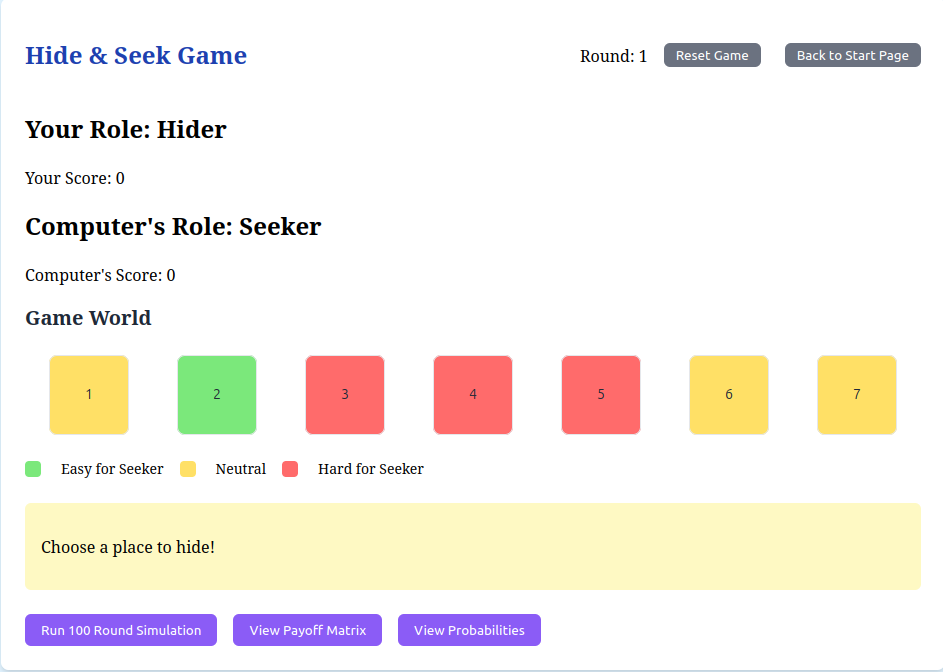 Hide & Seek Game
Round: 1 Reset Game Back to Start Page
Your Role: Hider
Your Score: 0
Computer's Role: Seeker
Computer's Score: 0
Game World
1 2 3 4 5 6 7
Easy for Seeker Neutral Hard for Seeker
Choose a place to hide!
Run 100 Round Simulation View Payoff Matrix View Probabilities